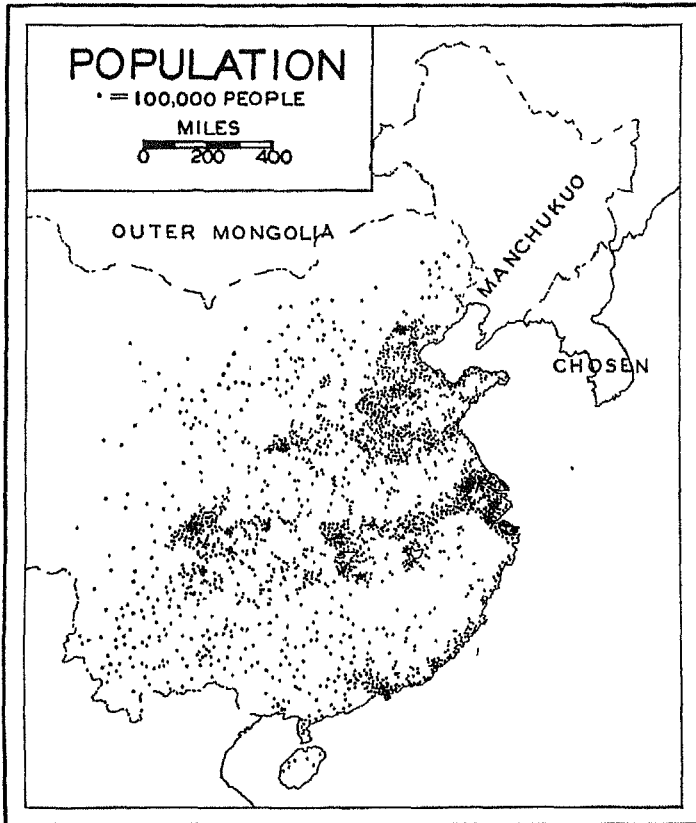 POPULATION
• = 100,000 PEOPLE
MILES
0 200 400
OUTER MONGOLIA
MANCHUKUO
CHOSEN